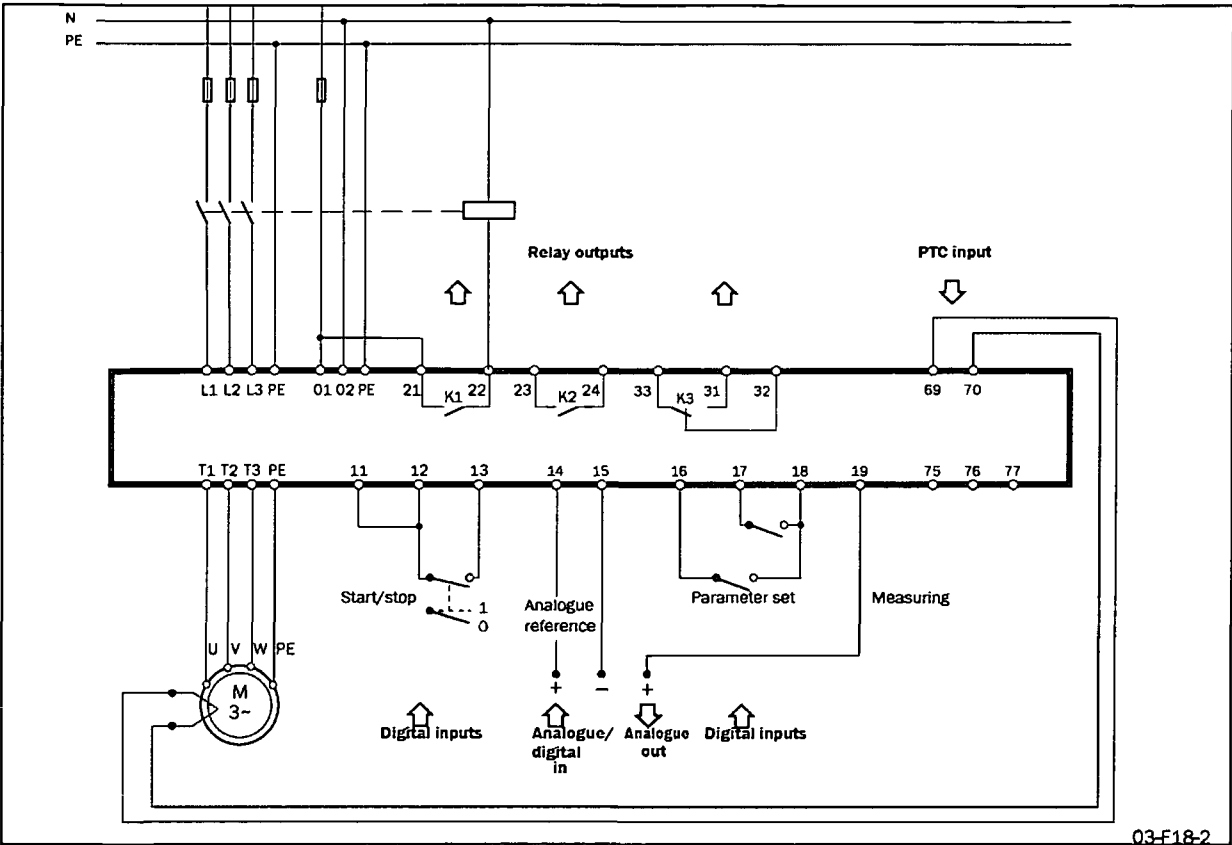 N
PE
Relay outputs
PTC input
L1 L2 L3 PE 01 02 PE 21 K1 22 23 K2 24 33 K3 31 32 69 70
T1 T2 T3 PE 11 12 13 14 15 16 17 18 19 75 76 77
Start/stop
1
0
Analogue
reference
Parameter set
Measuring
U V W PE
M
3~
+ – +
Digital inputs
Analogue/
digital
in
Analogue
out
Digital inputs
03-F18-2